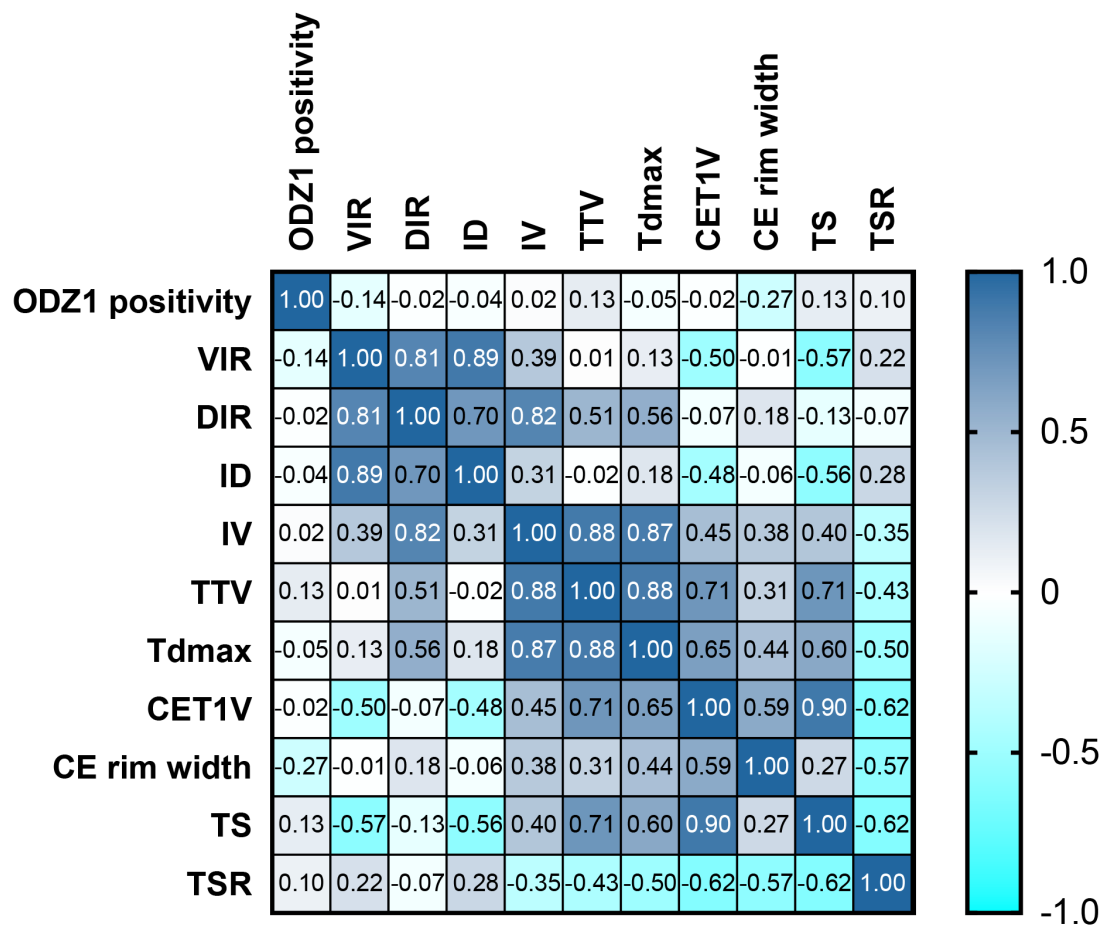 ODZ1 positivity VIR DIR ID IV TTV Tdmax CET1V CE rim width TS TSR
ODZ1 positivity 1.00 -0.14 -0.02 -0.04 0.02 0.13 -0.05 -0.02 -0.27 0.13 0.10
VIR -0.14 1.00 0.81 0.89 0.39 0.01 0.13 -0.50 -0.01 -0.57 0.22
DIR -0.02 0.81 1.00 0.70 0.82 0.51 0.56 -0.07 0.18 -0.13 -0.07
ID -0.04 0.89 0.70 1.00 0.31 -0.02 0.18 -0.48 -0.06 -0.56 0.28
IV 0.02 0.39 0.82 0.31 1.00 0.88 0.87 0.45 0.38 0.40 -0.35
TTV 0.13 0.01 0.51 -0.02 0.88 1.00 0.88 0.71 0.31 0.71 -0.43
Tdmax -0.05 0.13 0.56 0.18 0.87 0.88 1.00 0.65 0.44 0.60 -0.50
CET1V -0.02 -0.50 -0.07 -0.48 0.45 0.71 0.65 1.00 0.59 0.90 -0.62
CE rim width -0.27 -0.01 0.18 -0.06 0.38 0.31 0.44 0.59 1.00 0.27 -0.57
TS 0.13 -0.57 -0.13 -0.56 0.40 0.71 0.60 0.90 0.27 1.00 -0.62
TSR 0.10 0.22 -0.07 0.28 -0.35 -0.43 -0.50 -0.62 -0.57 -0.62 1.00
1.0
0.5
0
-0.5
-1.0